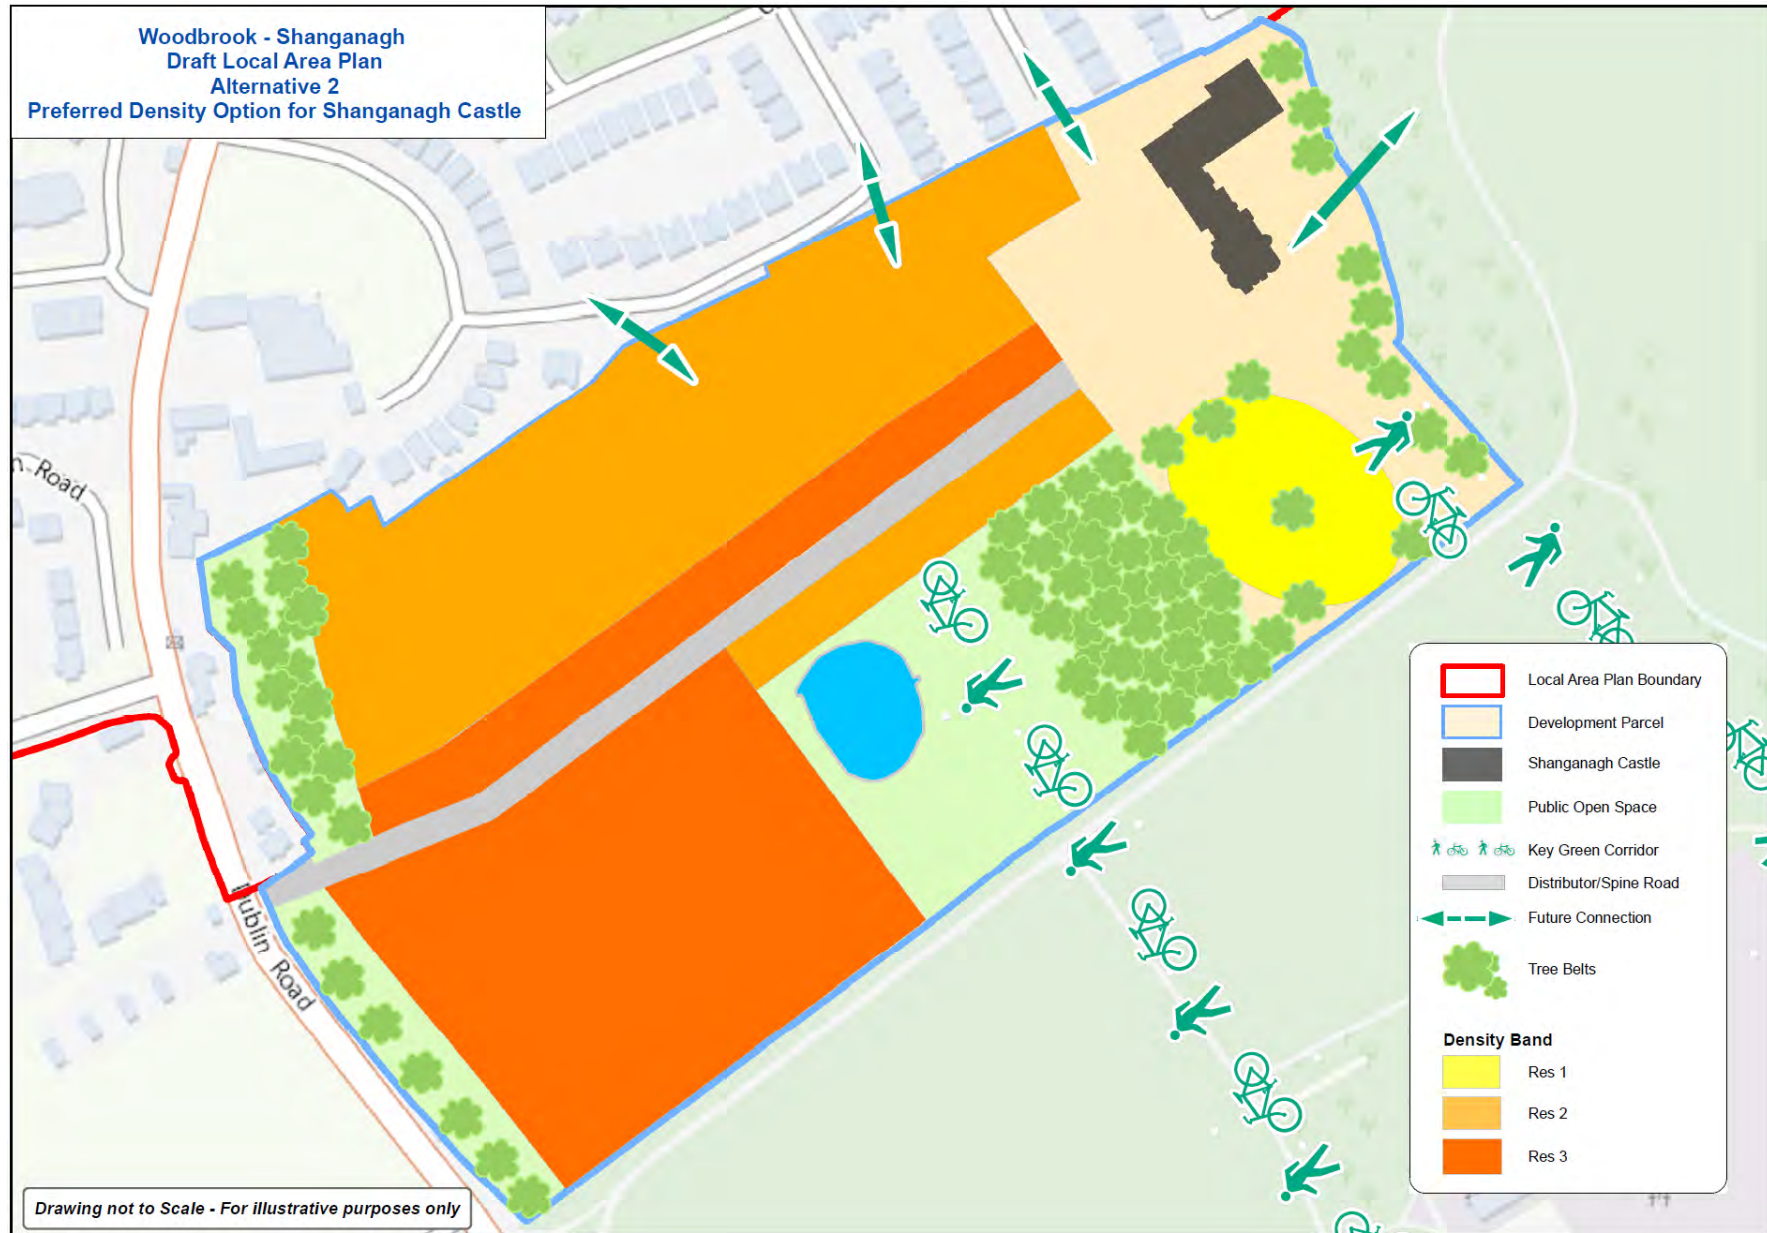 Woodbrook - Shanganagh
Draft Local Area Plan
Alternative 2
Preferred Density Option for Shanganagh Castle
Road
Dublin Road
Local Area Plan Boundary
Development Parcel
Shanganagh Castle
Public Open Space
Key Green Corridor
Distributor/Spine Road
Future Connection
Tree Belts
Density Band
Res 1
Res 2
Res 3
Drawing not to Scale - For illustrative purposes only